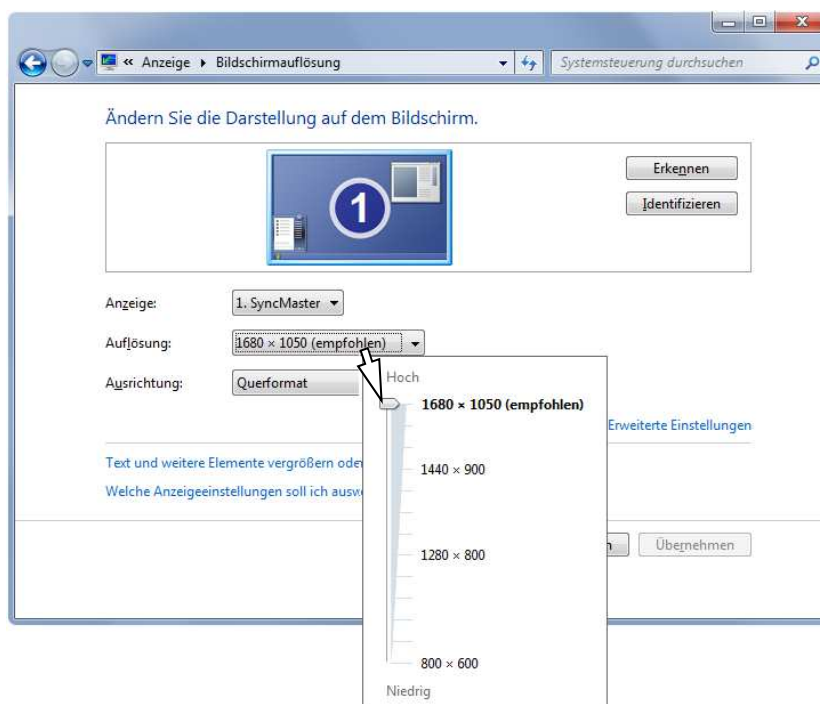 « Anzeige ▸ Bildschirmauflösung
Systemsteuerung durchsuchen
Ändern Sie die Darstellung auf dem Bildschirm.
1
Erkennen
Identifizieren
Anzeige: 1. SyncMaster
Auflösung: 1680 × 1050 (empfohlen)
Ausrichtung: Querformat
Hoch
1680 × 1050 (empfohlen)
Erweiterte Einstellungen
Text und weitere Elemente vergrößern oder
1440 × 900
Welche Anzeigeeinstellungen soll ich
Übernehmen
1280 × 800
800 × 600
Niedrig